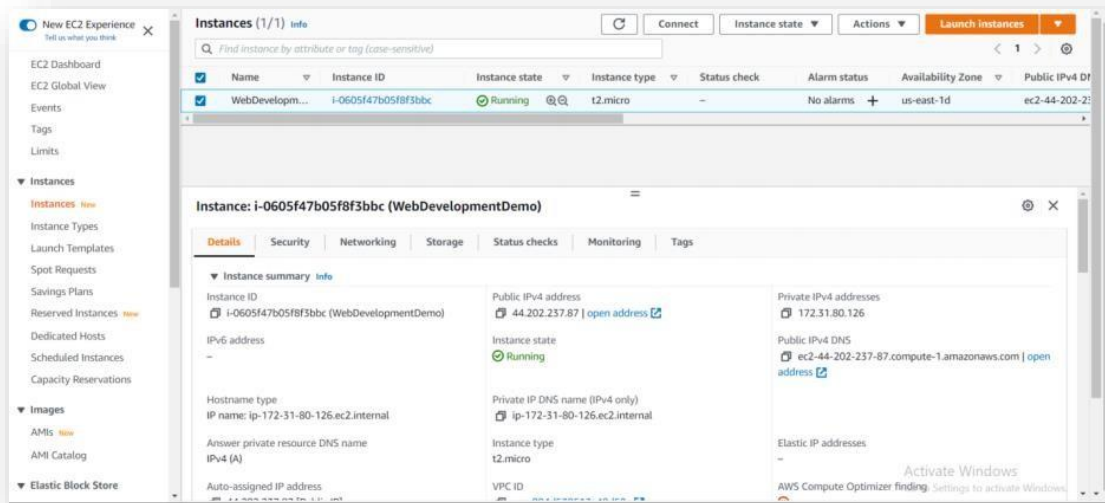 New EC2 Experience
Tell us what you think
EC2 Dashboard
EC2 Global View
Events
Tags
Limits
Instances
Instances New
Instance Types
Launch Templates
Spot Requests
Savings Plans
Reserved Instances New
Dedicated Hosts
Scheduled Instances
Capacity Reservations
Images
AMIs New
AMI Catalog
Elastic Block Store
Instances (1/1) Info
Connect Instance state Actions Launch instances
Find instance by attribute or tag (case-sensitive)
1
Name Instance ID Instance state Instance type Status check Alarm status Availability Zone Public IPv4 DN
WebDevelopm... i-0605f47b05f8f3bbc Running t2.micro – No alarms + us-east-1d ec2-44-202-23
Instance: i-0605f47b05f8f3bbc (WebDevelopmentDemo)
Details Security Networking Storage Status checks Monitoring Tags
Instance summary Info
Instance ID Public IPv4 address Private IPv4 addresses
i-0605f47b05f8f3bbc (WebDevelopmentDemo) 44.202.237.87 | open address 172.31.80.126
IPv6 address Instance state Public IPv4 DNS
– Running ec2-44-202-237-87.compute-1.amazonaws.com | open
address
Hostname type Private IP DNS name (IPv4 only)
IP name: ip-172-31-80-126.ec2.internal ip-172-31-80-126.ec2.internal
Answer private resource DNS name Instance type Elastic IP addresses
IPv4 (A) t2.micro –
Activate Windows
Auto-assigned IP address VPC ID AWS Compute Optimizer finding
Settings to activate Windows.